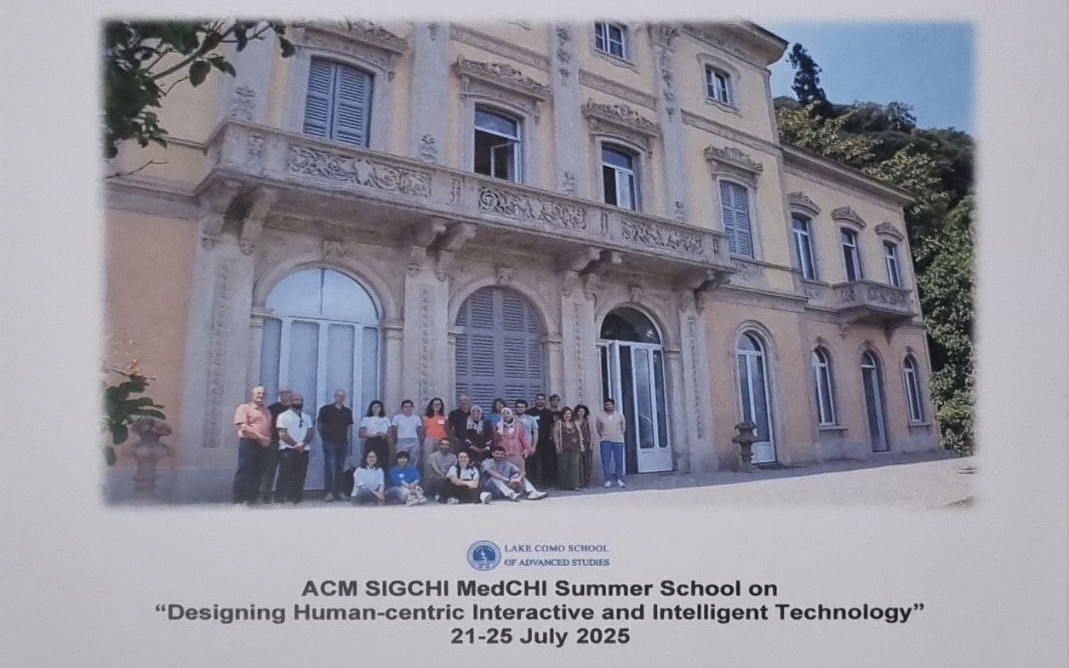 LAKE COMO SCHOOL
OF ADVANCED STUDIES
ACM SIGCHI MedCHI Summer School on
“Designing Human-centric Interactive and Intelligent Technology”
21-25 July 2025